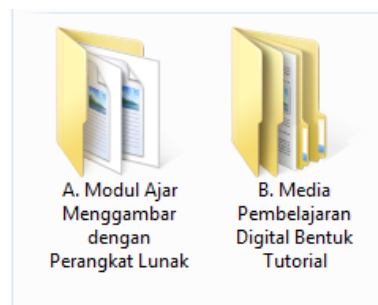 A. Modul Ajar
Menggambar
dengan
Perangkat Lunak
B. Media
Pembelajaran
Digital Bentuk
Tutorial